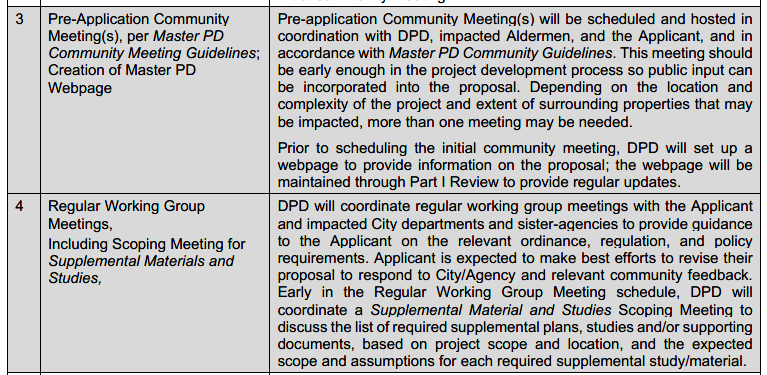 3
Pre-Application Community
Meeting(s), per Master PD
Community Meeting Guidelines;
Creation of Master PD
Webpage
Pre-application Community Meeting(s) will be scheduled and hosted in
coordination with DPD, impacted Aldermen, and the Applicant, and in
accordance with Master PD Community Guidelines. This meeting should
be early enough in the project development process so public input can
be incorporated into the proposal. Depending on the location and
complexity of the project and extent of surrounding properties that may
be impacted, more than one meeting may be needed.
Prior to scheduling the initial community meeting, DPD will set up a
webpage to provide information on the proposal; the webpage will be
maintained through Part I Review to provide regular updates.
4
Regular Working Group
Meetings,
Including Scoping Meeting for
Supplemental Materials and
Studies,
DPD will coordinate regular working group meetings with the Applicant
and impacted City departments and sister-agencies to provide guidance
to the Applicant on the relevant ordinance, regulation, and policy
requirements. Applicant is expected to make best efforts to revise their
proposal to respond to City/Agency and relevant community feedback.
Early in the Regular Working Group Meeting schedule, DPD will
coordinate a Supplemental Material and Studies Scoping Meeting to
discuss the list of required supplemental plans, studies and/or supporting
documents, based on project scope and location, and the expected
scope and assumptions for each required supplemental study/material.